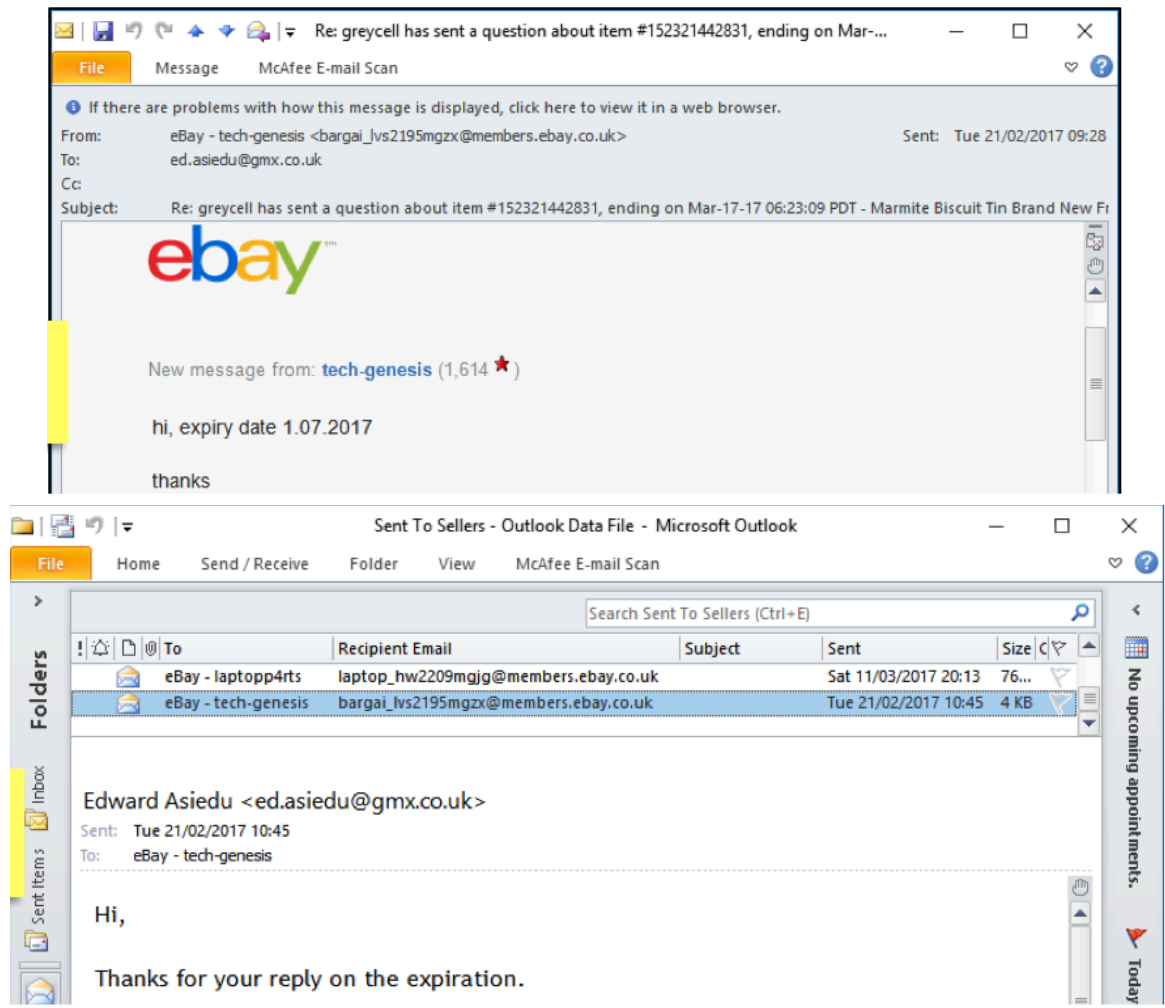 Re: greycell has sent a question about item #152321442831, ending on Mar-...
File Message McAfee E-mail Scan
If there are problems with how this message is displayed, click here to view it in a web browser.
From: eBay - tech-genesis <bargai_lvs2195mgzx@members.ebay.co.uk> Sent: Tue 21/02/2017 09:28
To: ed.asiedu@gmx.co.uk
Cc:
Subject: Re: greycell has sent a question about item #152321442831, ending on Mar-17-17 06:23:09 PDT - Marmite Biscuit Tin Brand New Fr
ebay™
New message from: tech-genesis (1,614 ★)
hi, expiry date 1.07.2017
thanks
Sent To Sellers - Outlook Data File - Microsoft Outlook
File Home Send / Receive Folder View McAfee E-mail Scan
Search Sent To Sellers (Ctrl+E)
! To Recipient Email Subject Sent Size C
eBay - laptopp4rts laptop_hw2209mgjg@members.ebay.co.uk Sat 11/03/2017 20:13 76...
eBay - tech-genesis bargai_lvs2195mgzx@members.ebay.co.uk Tue 21/02/2017 10:45 4 KB
Folders
Inbox
Sent Items
Edward Asiedu <ed.asiedu@gmx.co.uk>
Sent: Tue 21/02/2017 10:45
To: eBay - tech-genesis
Hi,
Thanks for your reply on the expiration.
No upcoming appointments.
Today